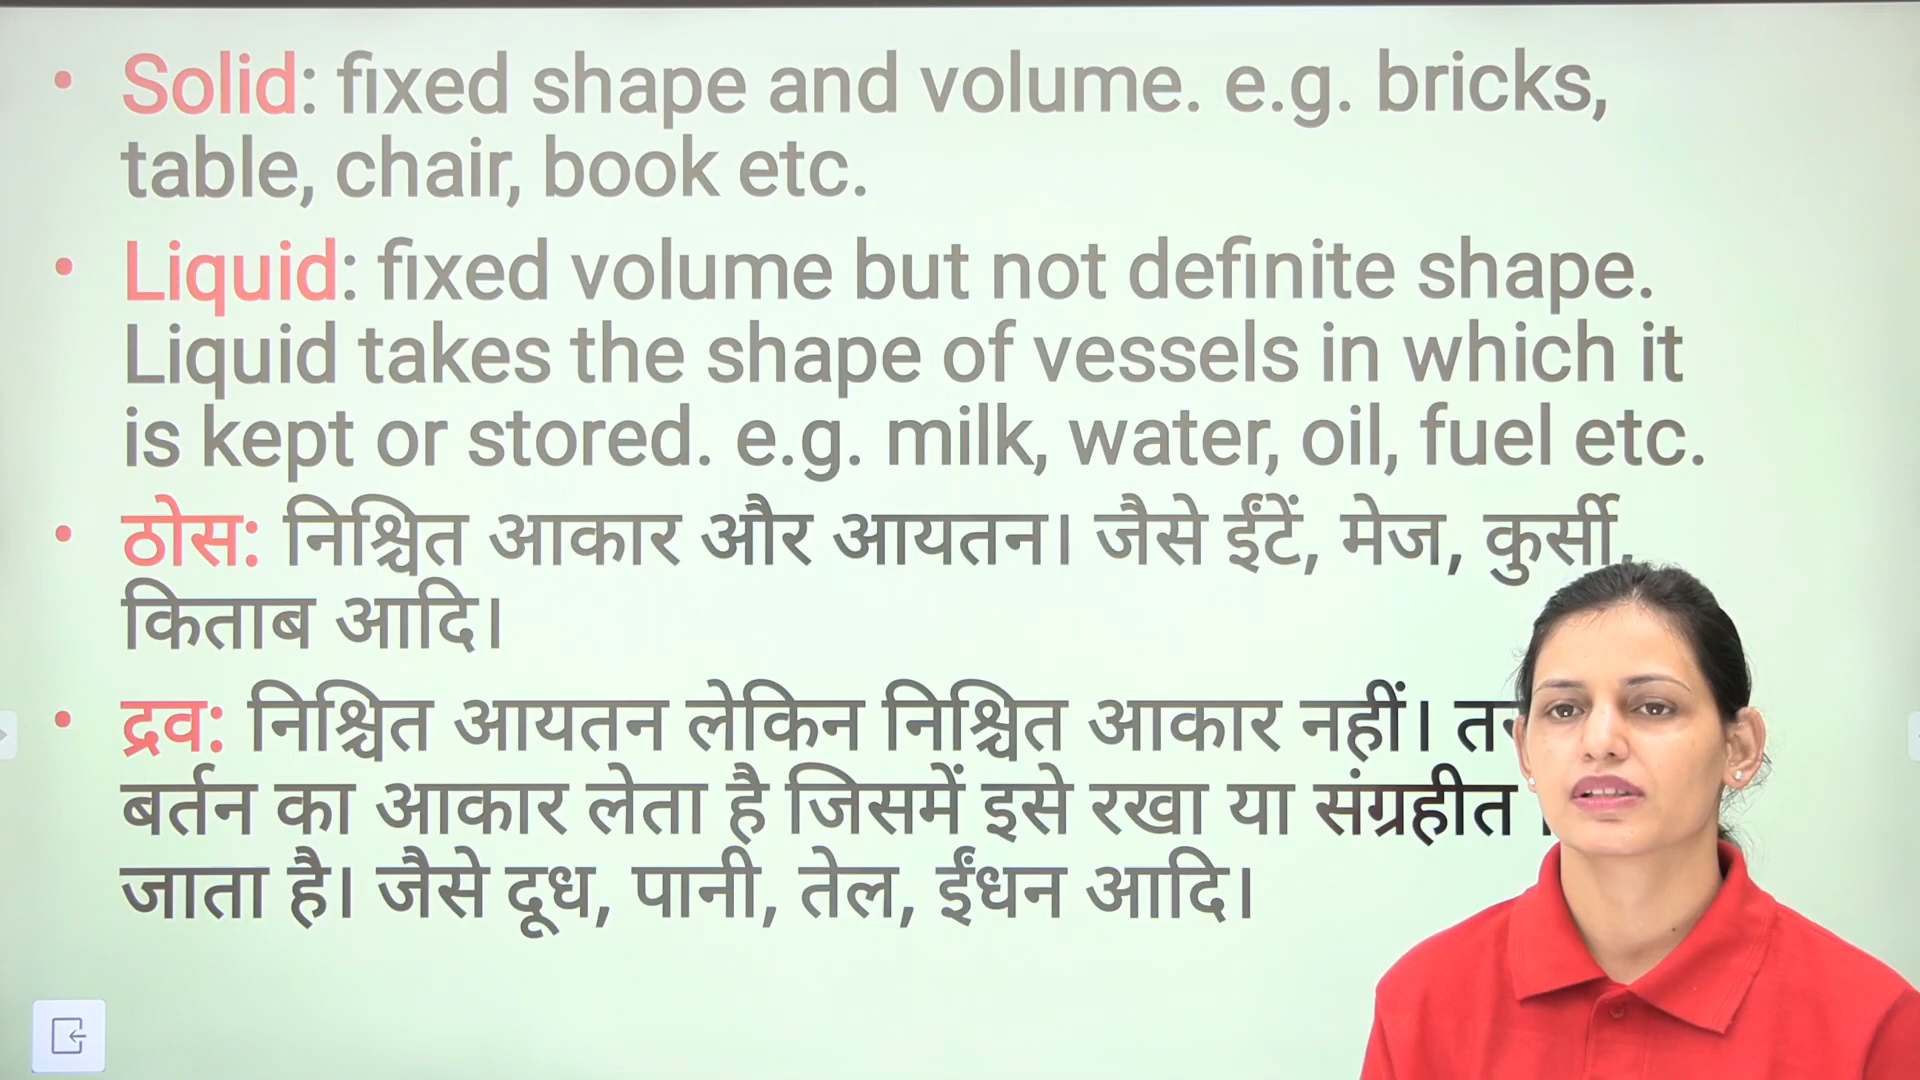 • Solid: fixed shape and volume. e.g. bricks,
table, chair, book etc.
• Liquid: fixed volume but not definite shape.
Liquid takes the shape of vessels in which it
is kept or stored. e.g. milk, water, oil, fuel etc.
• ठोस: निश्चित आकार और आयतन। जैसे ईंटें, मेज, कुर्सी,
किताब आदि।
• द्रव: निश्चित आयतन लेकिन निश्चित आकार नहीं।
बर्तन का आकार लेता है जिसमें इसे रखा या संग्रहीत
जाता है। जैसे दूध, पानी, तेल, ईंधन आदि।